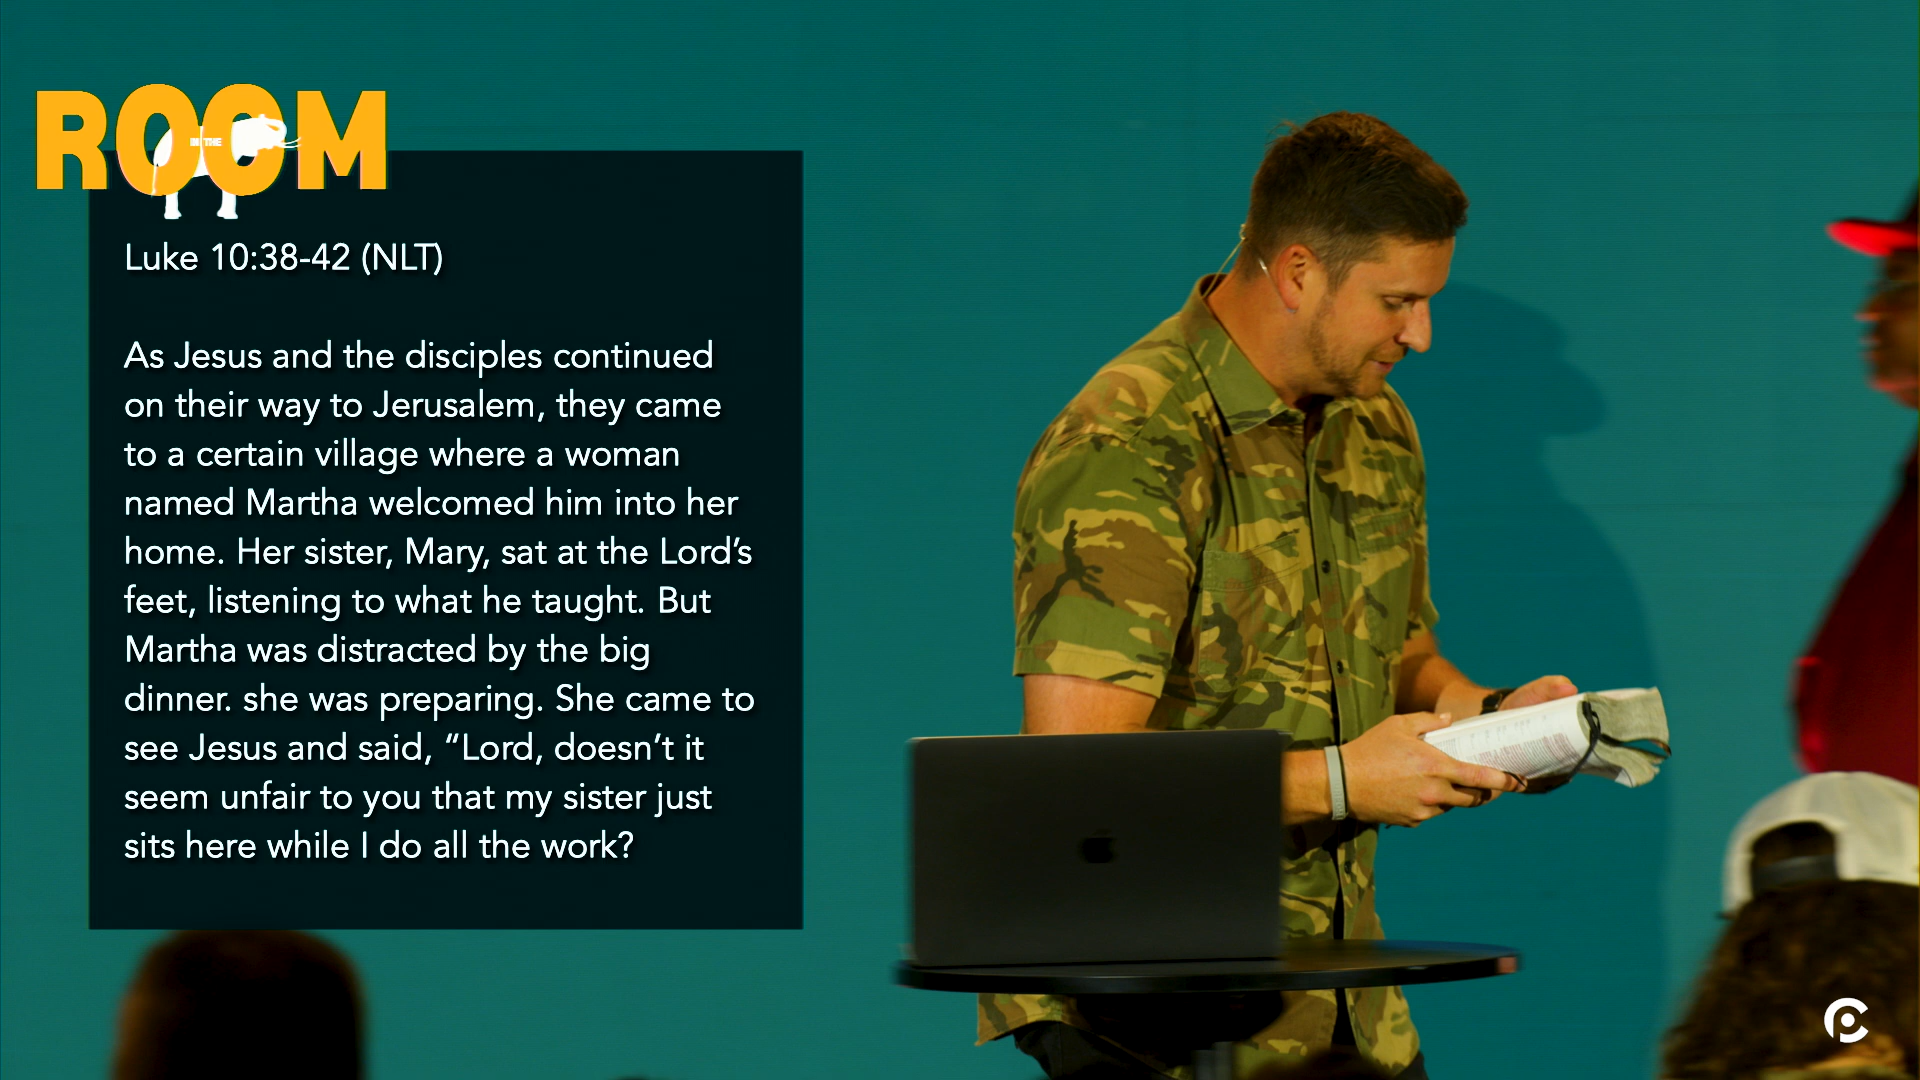 ROOM
IN THE
Luke 10:38-42 (NLT)
As Jesus and the disciples continued
on their way to Jerusalem, they came
to a certain village where a woman
named Martha welcomed him into her
home. Her sister, Mary, sat at the Lord’s
feet, listening to what he taught. But
Martha was distracted by the big
dinner. she was preparing. She came to
see Jesus and said, “Lord, doesn’t it
seem unfair to you that my sister just
sits here while I do all the work?